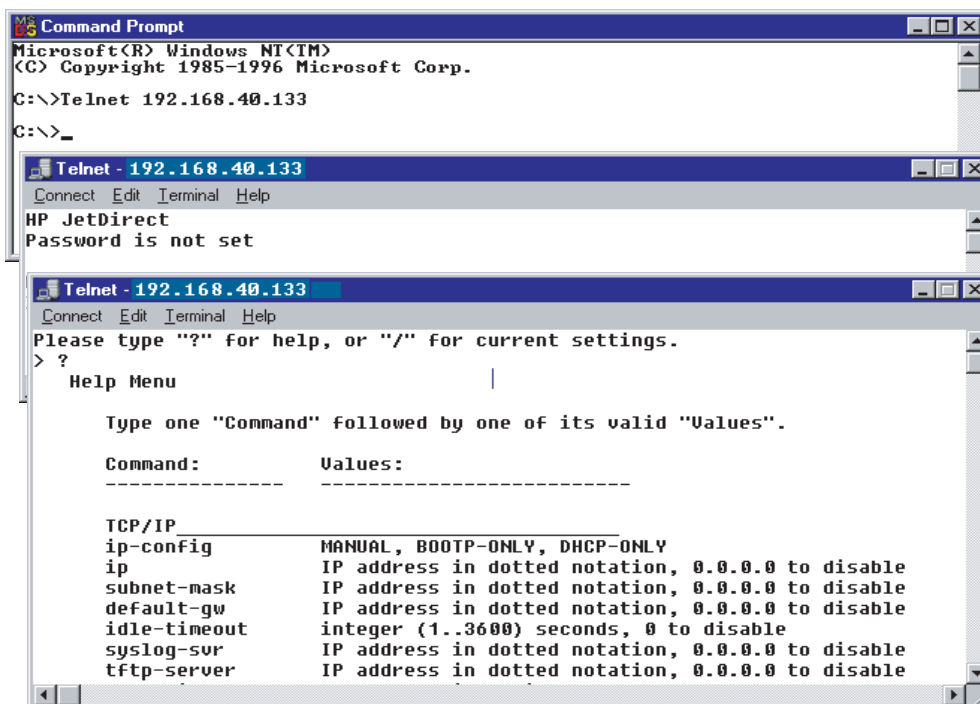 Command Prompt
Microsoft(R) Windows NT(TM)
(C) Copyright 1985-1996 Microsoft Corp.
C:\>Telnet 192.168.40.133
C:\>_
Telnet - 192.168.40.133
Connect Edit Terminal Help
HP JetDirect
Password is not set
Telnet - 192.168.40.133
Connect Edit Terminal Help
Please type "?" for help, or "/" for current settings.
> ?
Help Menu
Type one "Command" followed by one of its valid "Values".
Command: Values:
--------------- --------------------------
TCP/IP_____________________________________
ip-config MANUAL, BOOTP-ONLY, DHCP-ONLY
ip IP address in dotted notation, 0.0.0.0 to disable
subnet-mask IP address in dotted notation, 0.0.0.0 to disable
default-gw IP address in dotted notation, 0.0.0.0 to disable
idle-timeout integer (1..3600) seconds, 0 to disable
syslog-svr IP address in dotted notation, 0.0.0.0 to disable
tftp-server IP address in dotted notation, 0.0.0.0 to disable